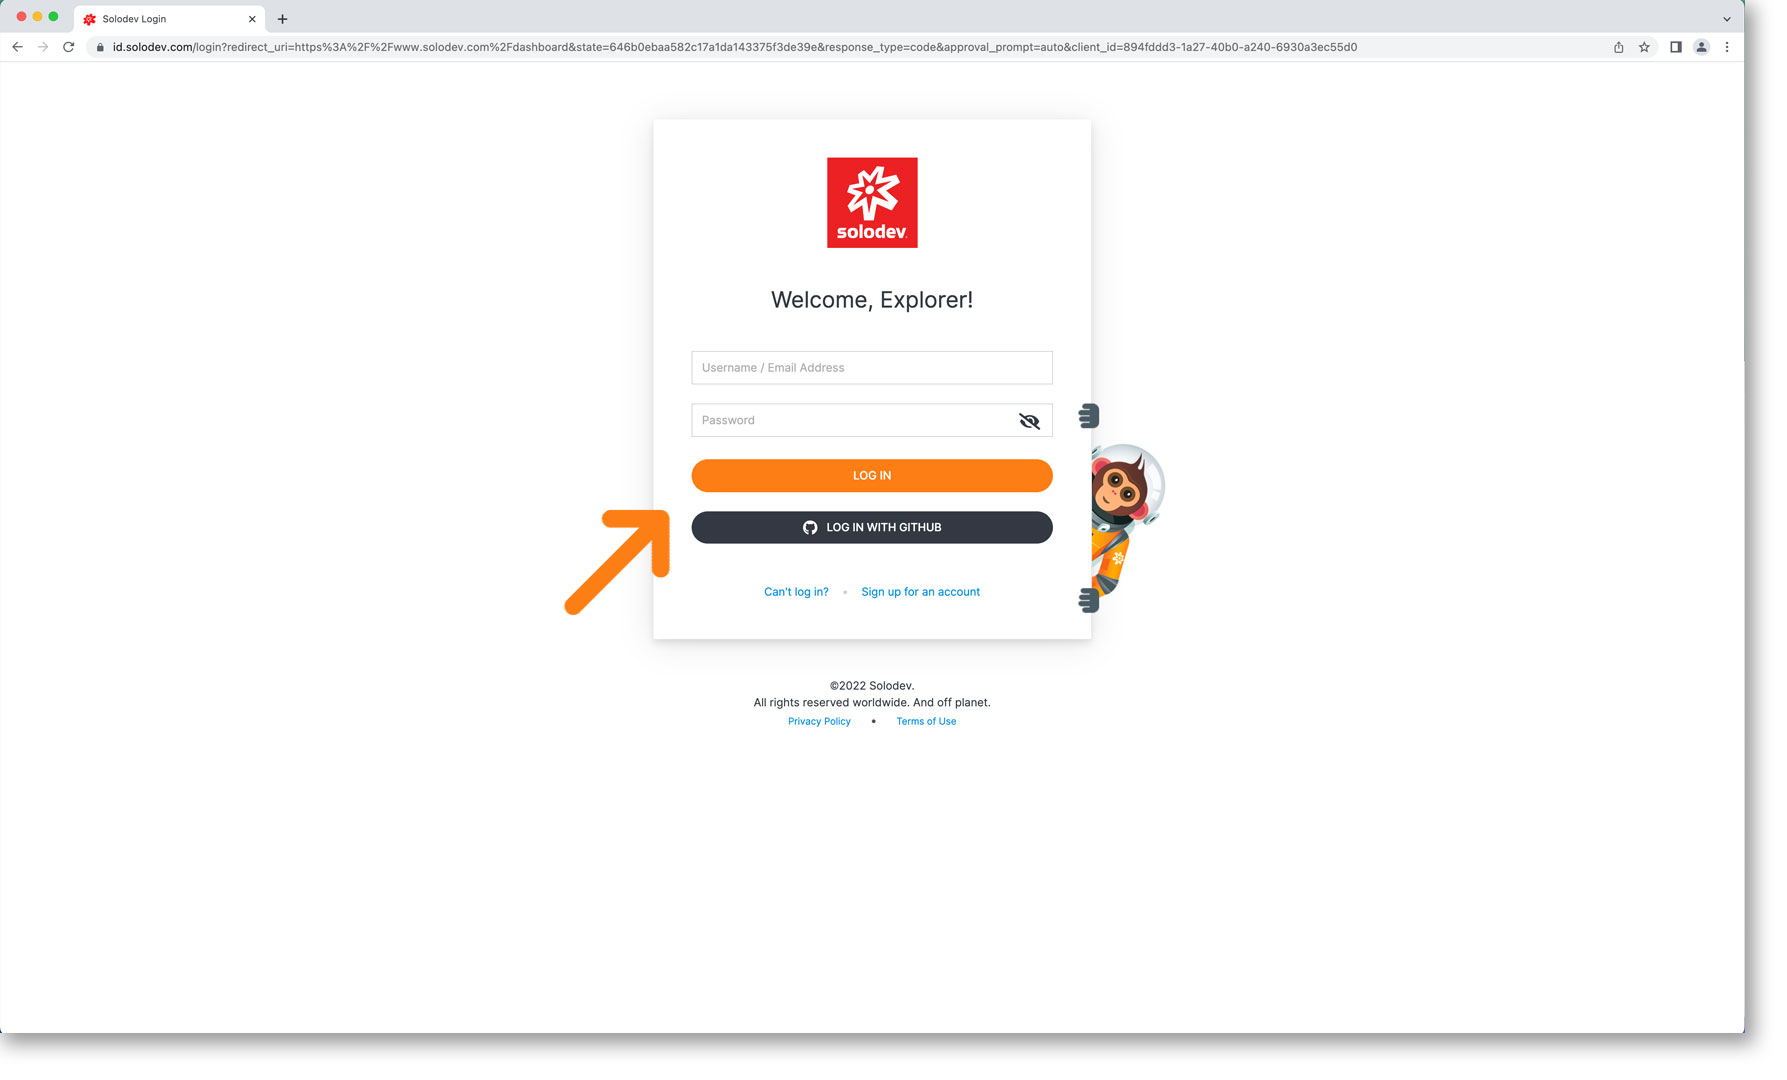 Solodev Login
id.solodev.com/login?redirect_uri=https%3A%2F%2Fwww.solodev.com%2Fdashboard&state=646b0ebaa582c17a1da143375f3de39e&response_type=code&approval_prompt=auto&client_id=894fddd3-1a27-40b0-a240-6930a3ec55d0
solodev
Welcome, Explorer!
Username / Email Address
Password
LOG IN
LOG IN WITH GITHUB
Can't log in? • Sign up for an account
©2022 Solodev.
All rights reserved worldwide. And off planet.
Privacy Policy • Terms of Use